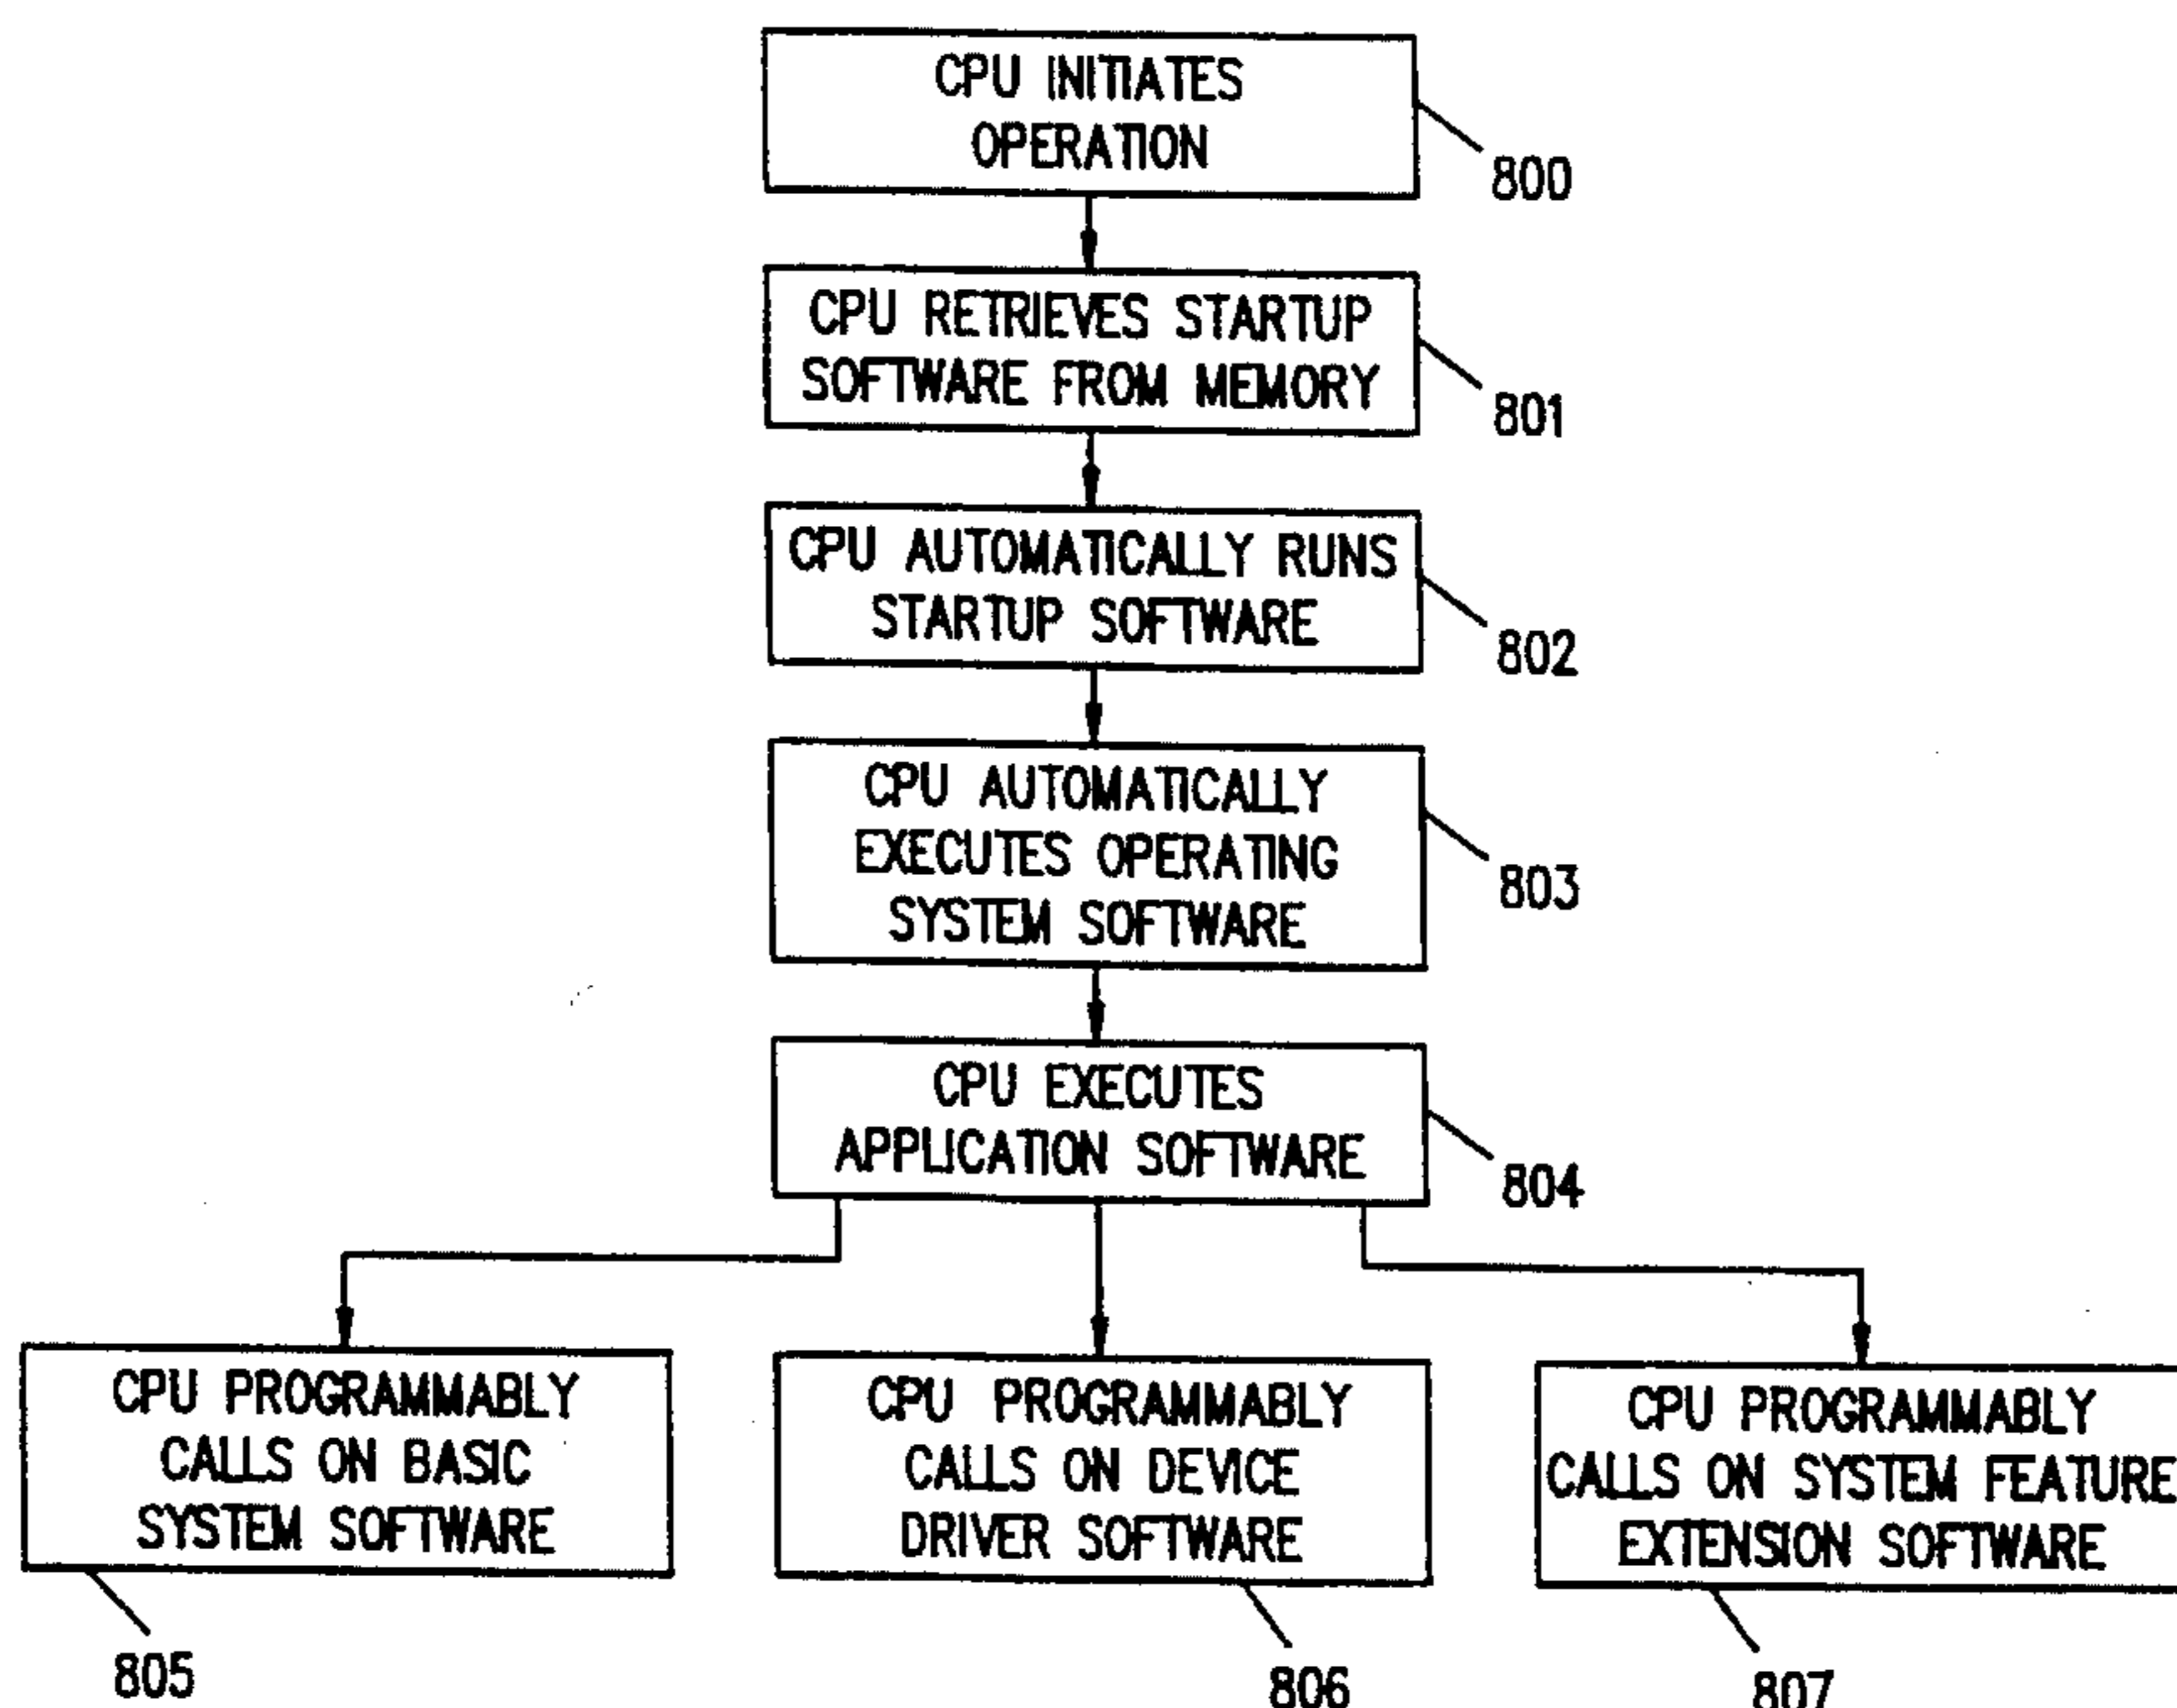 CPU INITIATES
OPERATION
800
CPU RETRIEVES STARTUP
SOFTWARE FROM MEMORY
801
CPU AUTOMATICALLY RUNS
STARTUP SOFTWARE
802
CPU AUTOMATICALLY
EXECUTES OPERATING
SYSTEM SOFTWARE
803
CPU EXECUTES
APPLICATION SOFTWARE
804
CPU PROGRAMMABLY
CALLS ON BASIC
SYSTEM SOFTWARE
805
CPU PROGRAMMABLY
CALLS ON DEVICE
DRIVER SOFTWARE
806
CPU PROGRAMMABLY
CALLS ON SYSTEM FEATURE
EXTENSION SOFTWARE
807